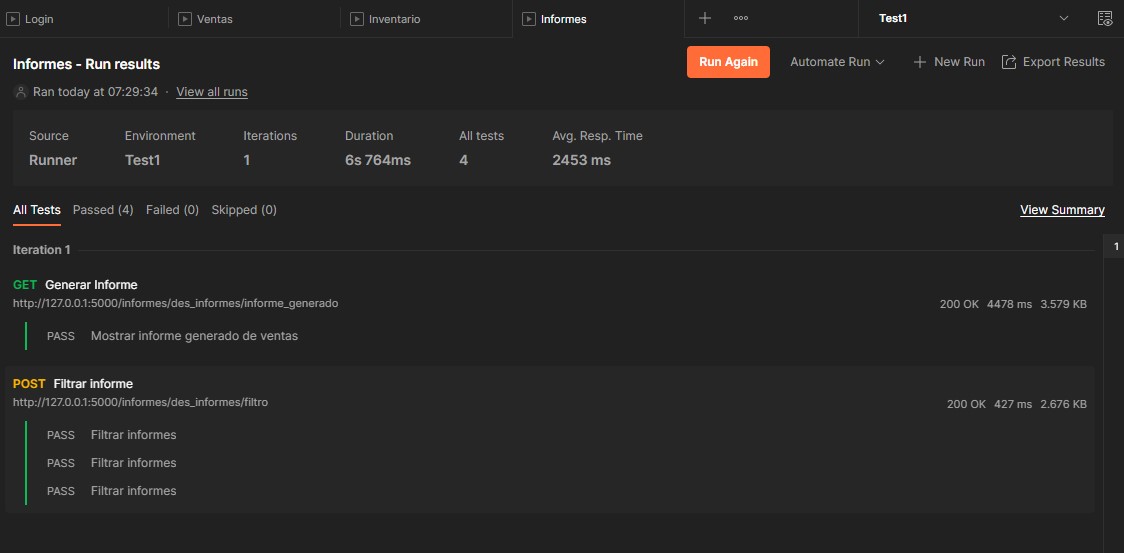 Login Ventas Inventario Informes Test1
Informes - Run results Run Again Automate Run New Run Export Results
Ran today at 07:29:34 · View all runs
Source Environment Iterations Duration All tests Avg. Resp. Time
Runner Test1 1 6s 764ms 4 2453 ms
All Tests Passed (4) Failed (0) Skipped (0) View Summary
Iteration 1 1
GET Generar Informe
http://127.0.0.1:5000/informes/des_informes/informe_generado 200 OK 4478 ms 3.579 KB
PASS Mostrar informe generado de ventas
POST Filtrar informe
http://127.0.0.1:5000/informes/des_informes/filtro 200 OK 427 ms 2.676 KB
PASS Filtrar informes
PASS Filtrar informes
PASS Filtrar informes